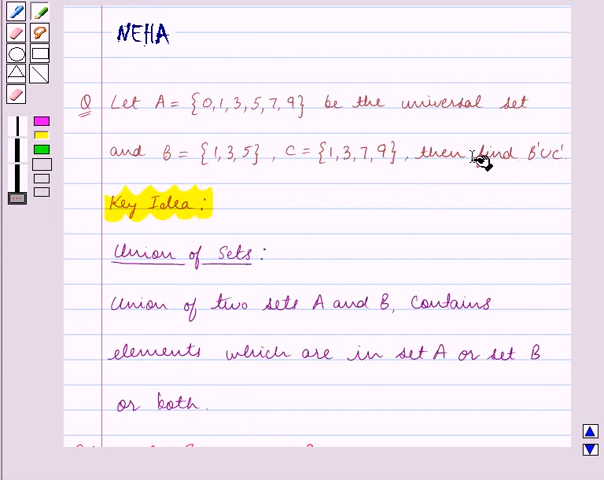 NEHA
Q Let A = {0,1,3,5,7,9} be the universal set
and B = {1,3,5}, C = {1,3,7,9}, then find B'∪C'.
Key Idea:
Union of Sets:
Union of two sets A and B, contains
elements which are in set A or set B
or both.